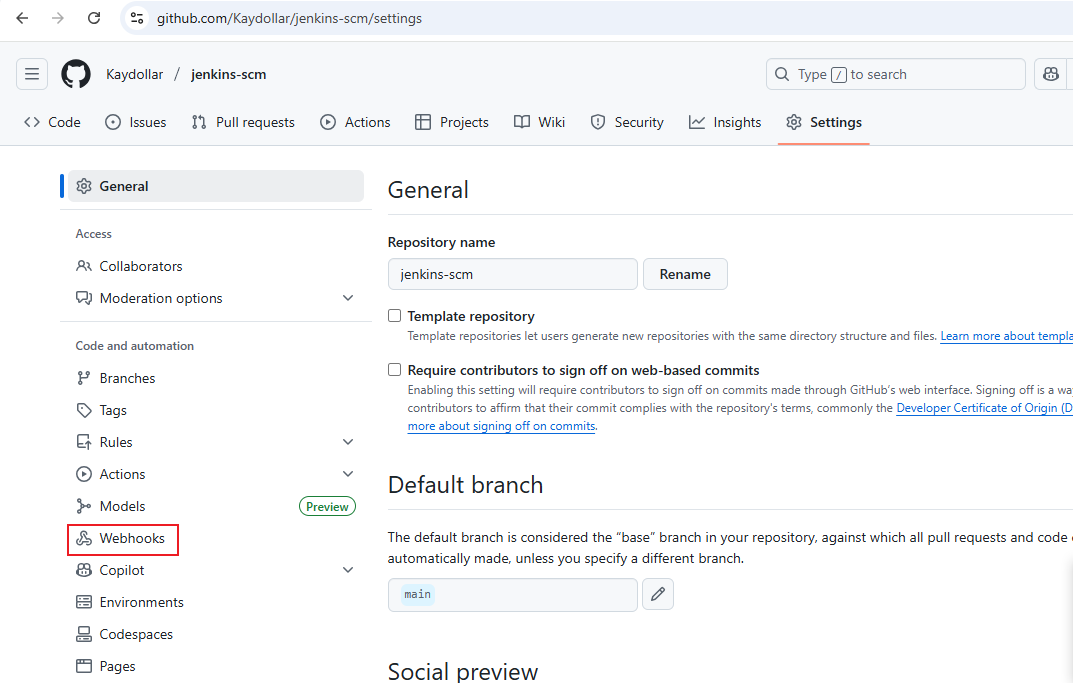 github.com/Kaydollar/jenkins-scm/settings
Kaydollar / jenkins-scm
Type / to search
Code Issues Pull requests Actions Projects Wiki Security Insights Settings
General
Access
Collaborators
Moderation options
Code and automation
Branches
Tags
Rules
Actions
Models Preview
Webhooks
Copilot
Environments
Codespaces
Pages
General
Repository name
jenkins-scm Rename
Template repository
Template repositories let users generate new repositories with the same directory structure and files. Learn more about templa
Require contributors to sign off on web-based commits
Enabling this setting will require contributors to sign off on commits made through GitHub’s web interface. Signing off is a wa
contributors to affirm that their commit complies with the repository's terms, commonly the Developer Certificate of Origin (D
more about signing off on commits.
Default branch
The default branch is considered the “base” branch in your repository, against which all pull requests and code
automatically made, unless you specify a different branch.
main
Social preview